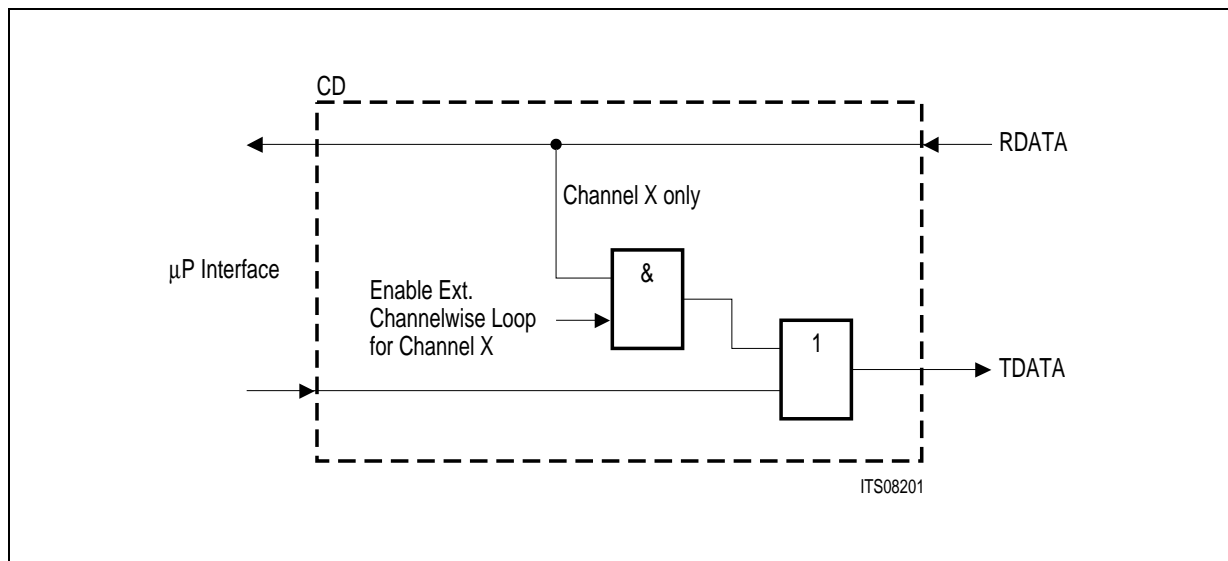 CD
RDATA
Channel X only
μP Interface
&
Enable Ext.
Channelwise Loop
for Channel X
1
TDATA
ITS08201